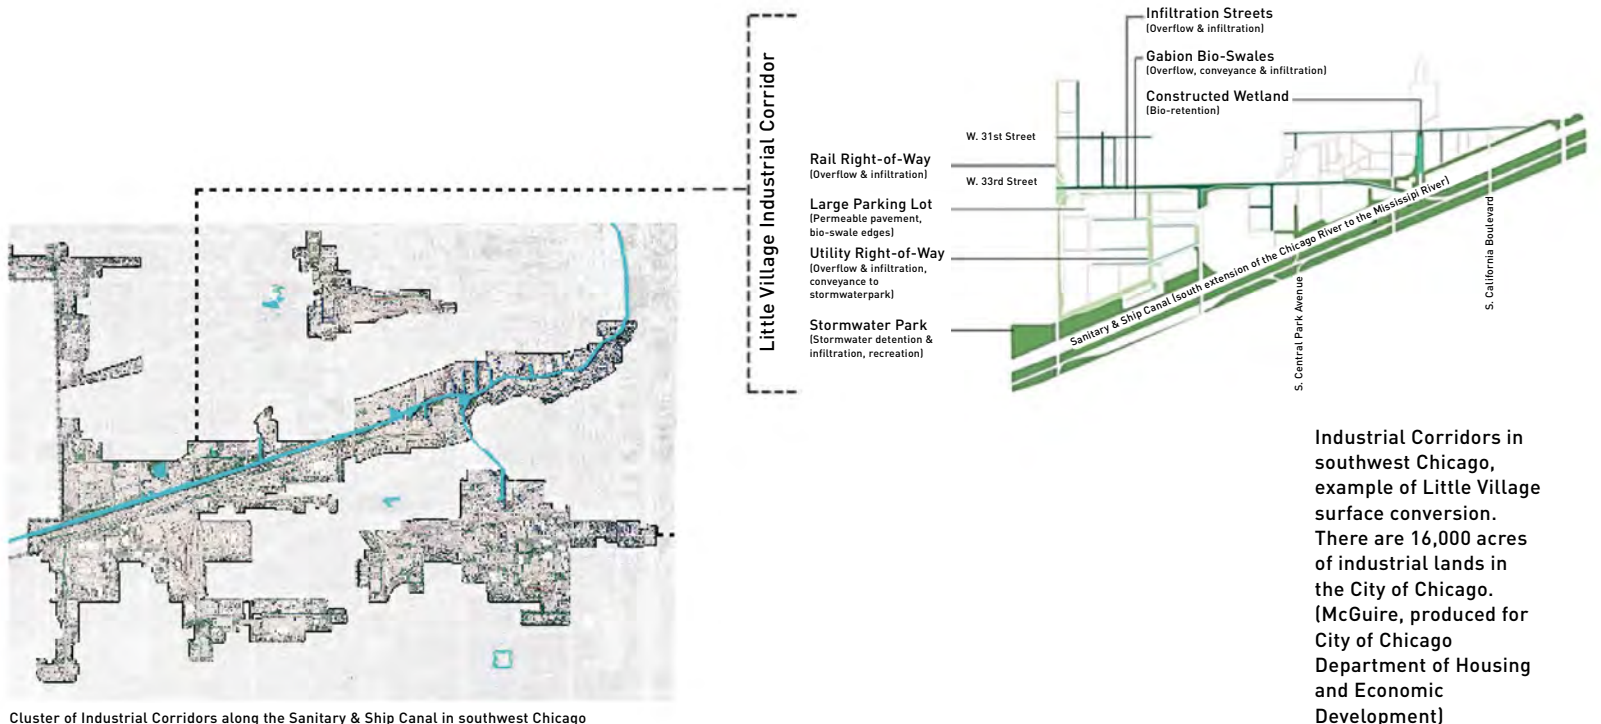 Infiltration Streets
(Overflow & infiltration)
Gabion Bio-Swales
(Overflow, conveyance & infiltration)
Constructed Wetland
(Bio-retention)
Little Village Industrial Corridor
W. 31st Street
Rail Right-of-Way
(Overflow & infiltration)
W. 33rd Street
Large Parking Lot
(Permeable pavement,
bio-swale edges)
Utility Right-of-Way
(Overflow & infiltration,
conveyance to
stormwaterpark)
Stormwater Park
(Stormwater detention &
infiltration, recreation)
Sanitary & Ship Canal (south extension of the Chicago River to the Mississipi River)
S. Central Park Avenue
S. California Boulevard
Industrial Corridors in
southwest Chicago,
example of Little Village
surface conversion.
There are 16,000 acres
of industrial lands in
the City of Chicago.
(McGuire, produced for
City of Chicago
Department of Housing
and Economic
Development)
Cluster of Industrial Corridors along the Sanitary & Ship Canal in southwest Chicago